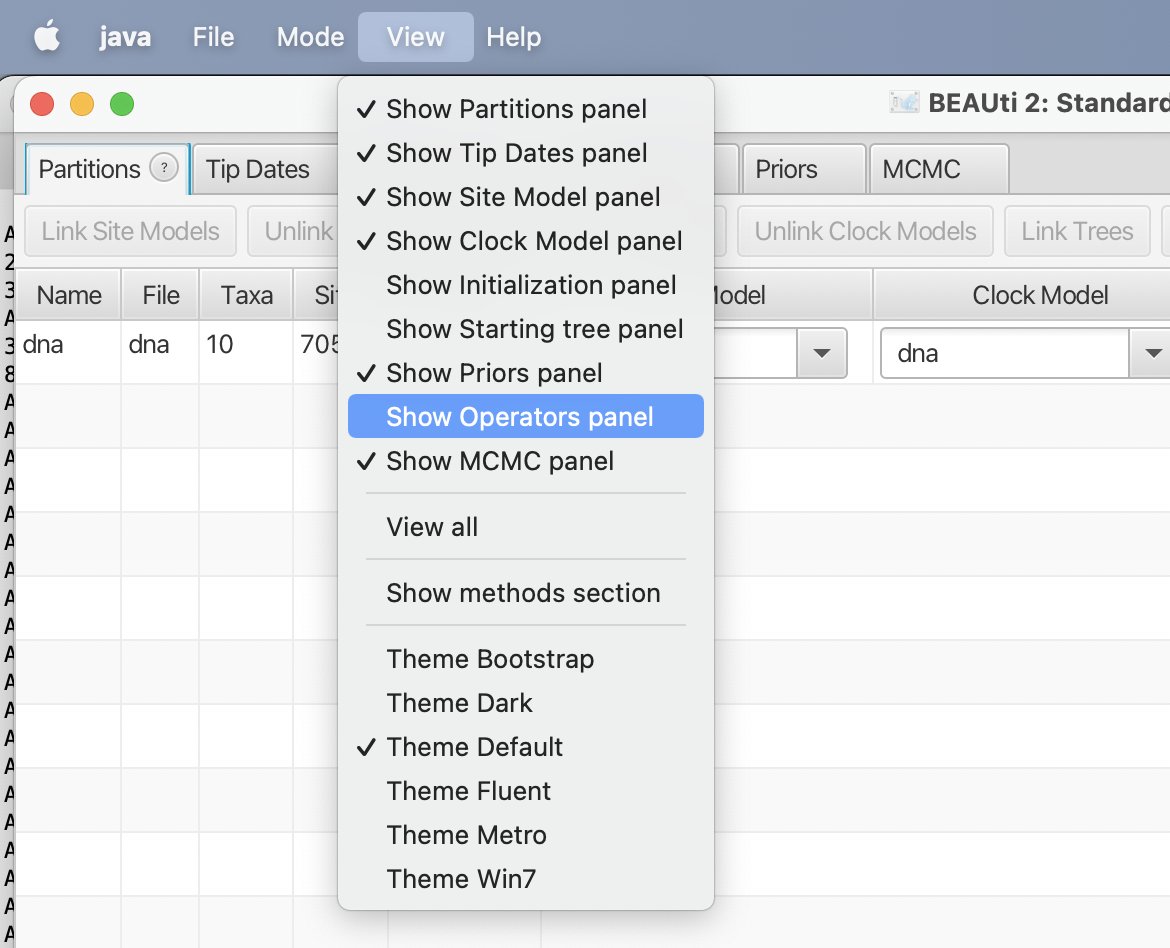 java File Mode View Help
BEAUti 2: Standard
Partitions ? Tip Dates Priors MCMC
Link Site Models Unlink Unlink Clock Models Link Trees
Name File Taxa Model Clock Model
dna dna 10 705 dna
✓ Show Partitions panel
✓ Show Tip Dates panel
✓ Show Site Model panel
✓ Show Clock Model panel
Show Initialization panel
Show Starting tree panel
✓ Show Priors panel
Show Operators panel
✓ Show MCMC panel
View all
Show methods section
Theme Bootstrap
Theme Dark
✓ Theme Default
Theme Fluent
Theme Metro
Theme Win7